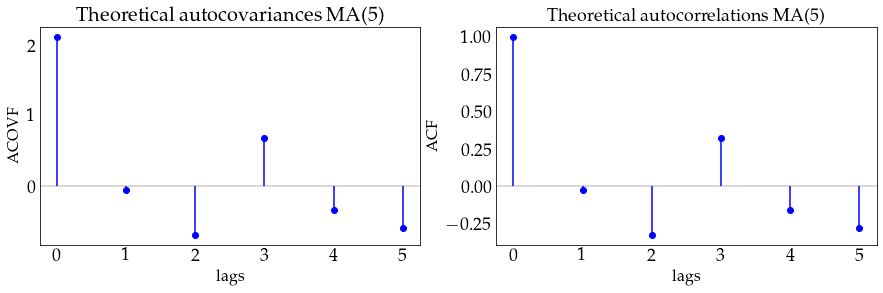 Theoretical autocovariances MA(5)
ACOVF
2
1
0
0 1 2 3 4 5
lags
Theoretical autocorrelations MA(5)
ACF
1.00
0.75
0.50
0.25
0.00
−0.25
0 1 2 3 4 5
lags